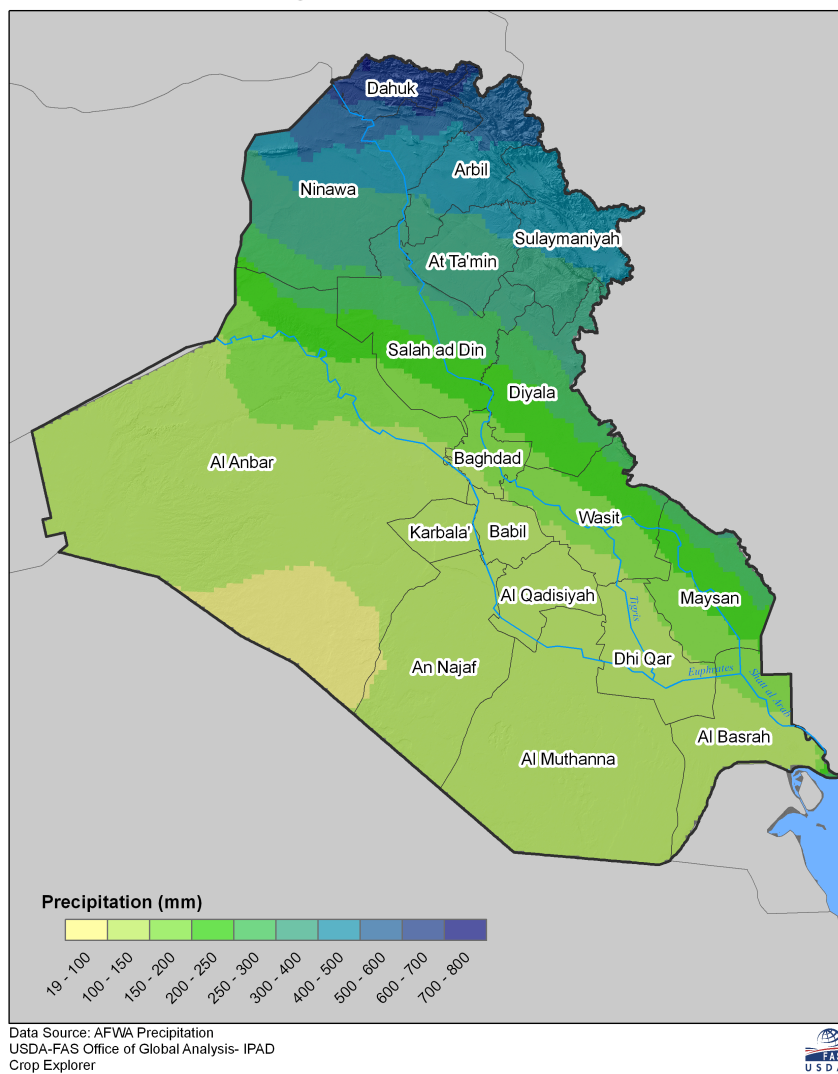 Dahuk
Arbil
Ninawa
Sulaymaniyah
At Ta'min
Salah ad Din
Diyala
Baghdad
Al Anbar
Wasit
Karbala'
Babil
Al Qadisiyah
Maysan
Tigris
Dhi Qar
An Najaf
Euphrates
Shatt al Arab
Al Basrah
Al Muthanna
Precipitation (mm)
19 - 100
100 - 150
150 - 200
200 - 250
250 - 300
300 - 400
400 - 500
500 - 600
600 - 700
700 - 800
Data Source: AFWA Precipitation
USDA-FAS Office of Global Analysis- IPAD
Crop Explorer
FAS
USD